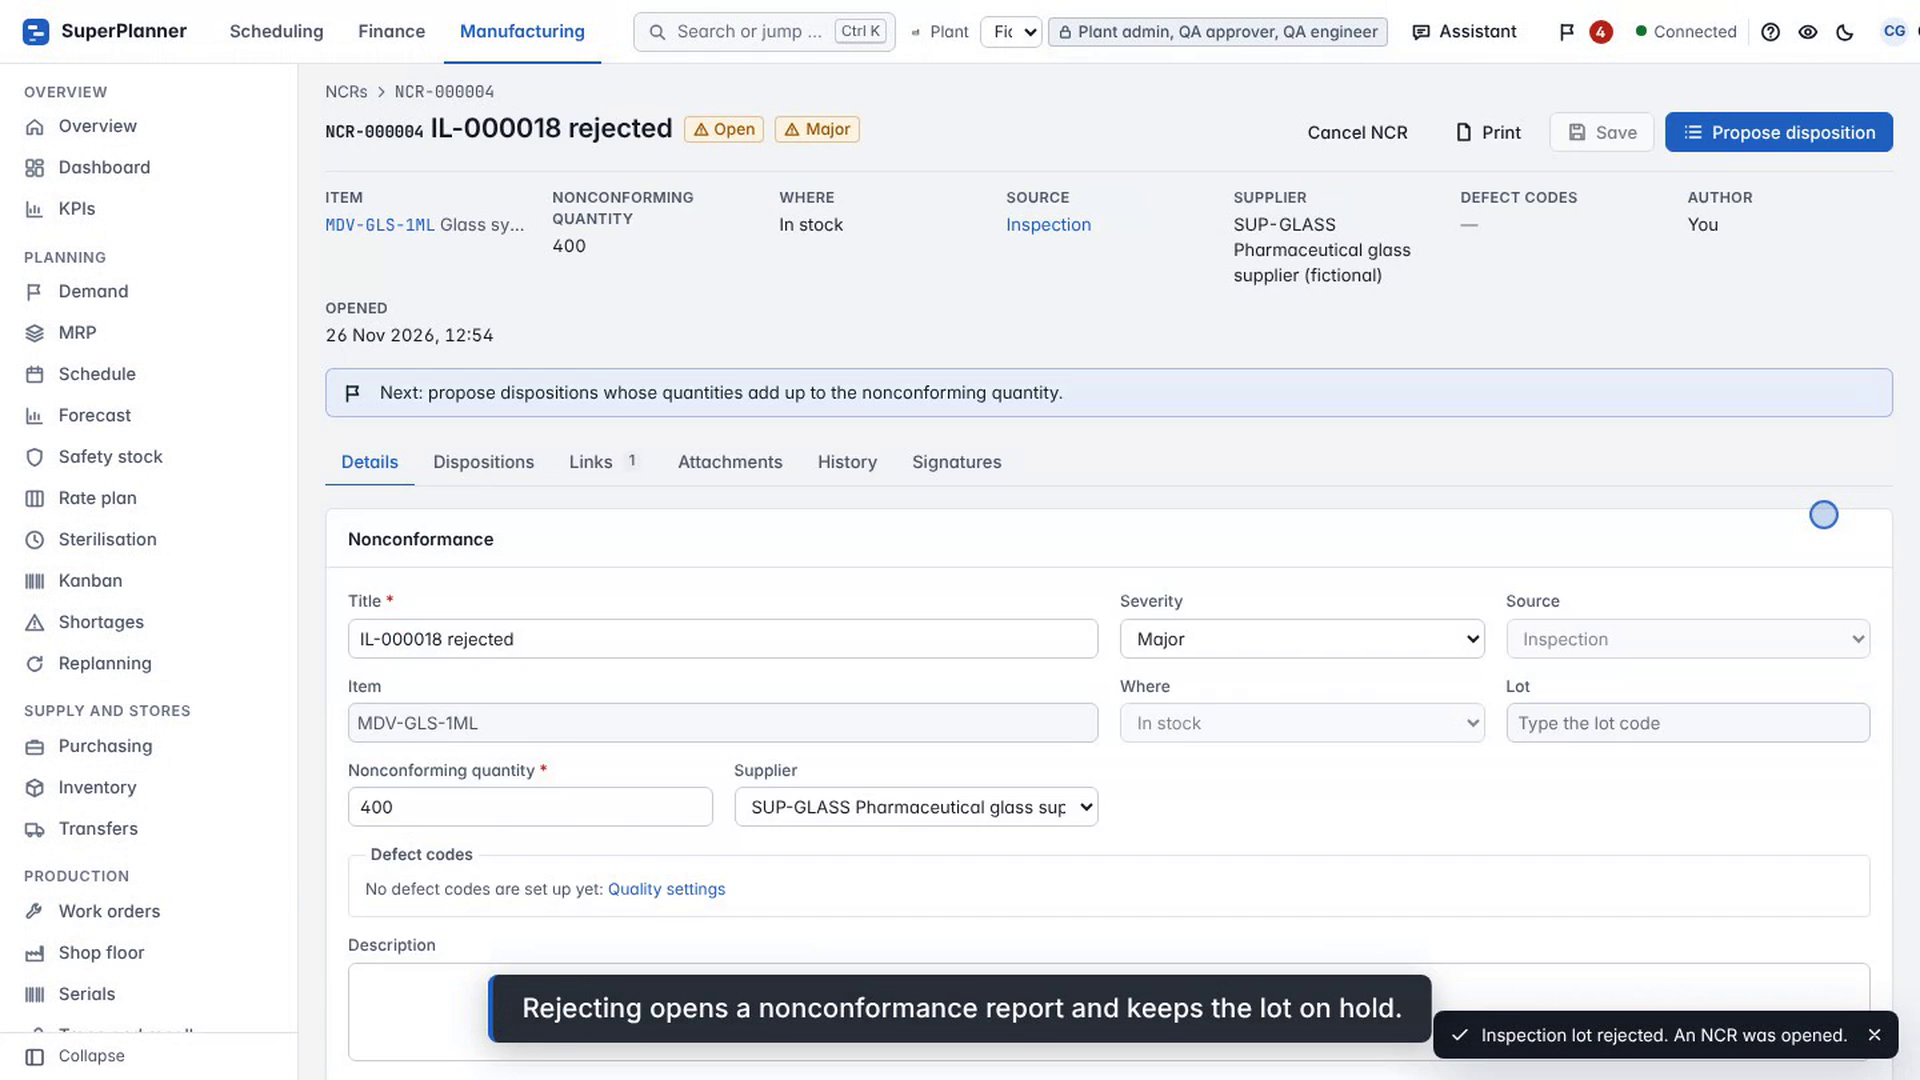 SuperPlanner
Scheduling
Finance
Manufacturing
Search or jump ...
Ctrl K
Plant
Plant admin, QA approver, QA engineer
Assistant
4
Connected
CG
OVERVIEW
Overview
Dashboard
KPIs
PLANNING
Demand
MRP
Schedule
Forecast
Safety stock
Rate plan
Sterilisation
Kanban
Shortages
Replanning
SUPPLY AND STORES
Purchasing
Inventory
Transfers
PRODUCTION
Work orders
Shop floor
Serials
Collapse
NCRs > NCR-000004
NCR-000004 IL-000018 rejected
Open
Major
Cancel NCR
Print
Save
Propose disposition
ITEM
MDV-GLS-1ML Glass sy...
NONCONFORMING
QUANTITY
400
WHERE
In stock
SOURCE
Inspection
SUPPLIER
SUP-GLASS
Pharmaceutical glass
supplier (fictional)
DEFECT CODES
—
AUTHOR
You
OPENED
26 Nov 2026, 12:54
Next: propose dispositions whose quantities add up to the nonconforming quantity.
Details
Dispositions
Links 1
Attachments
History
Signatures
Nonconformance
Title *
IL-000018 rejected
Severity
Major
Source
Inspection
Item
MDV-GLS-1ML
Where
In stock
Lot
Type the lot code
Nonconforming quantity *
400
Supplier
SUP-GLASS Pharmaceutical glass sup
Defect codes
No defect codes are set up yet: Quality settings
Description
Rejecting opens a nonconformance report and keeps the lot on hold.
Inspection lot rejected. An NCR was opened.